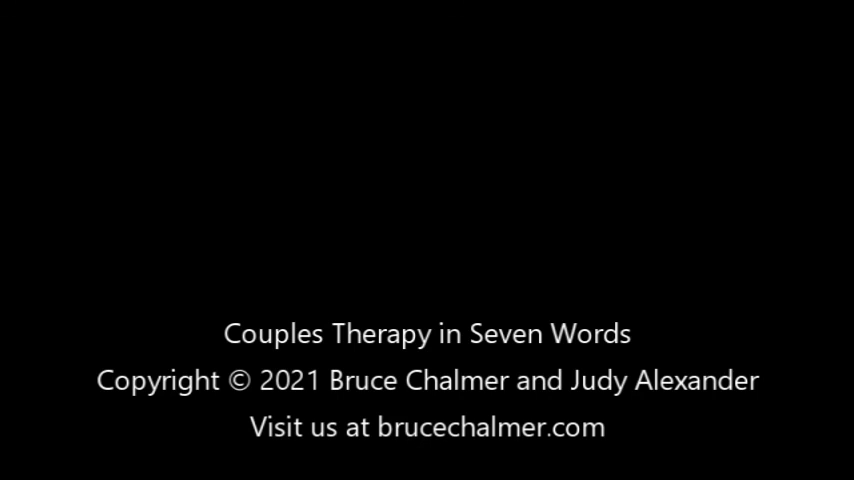 Couples Therapy in Seven Words
Copyright © 2021 Bruce Chalmer and Judy Alexander
Visit us at brucechalmer.com